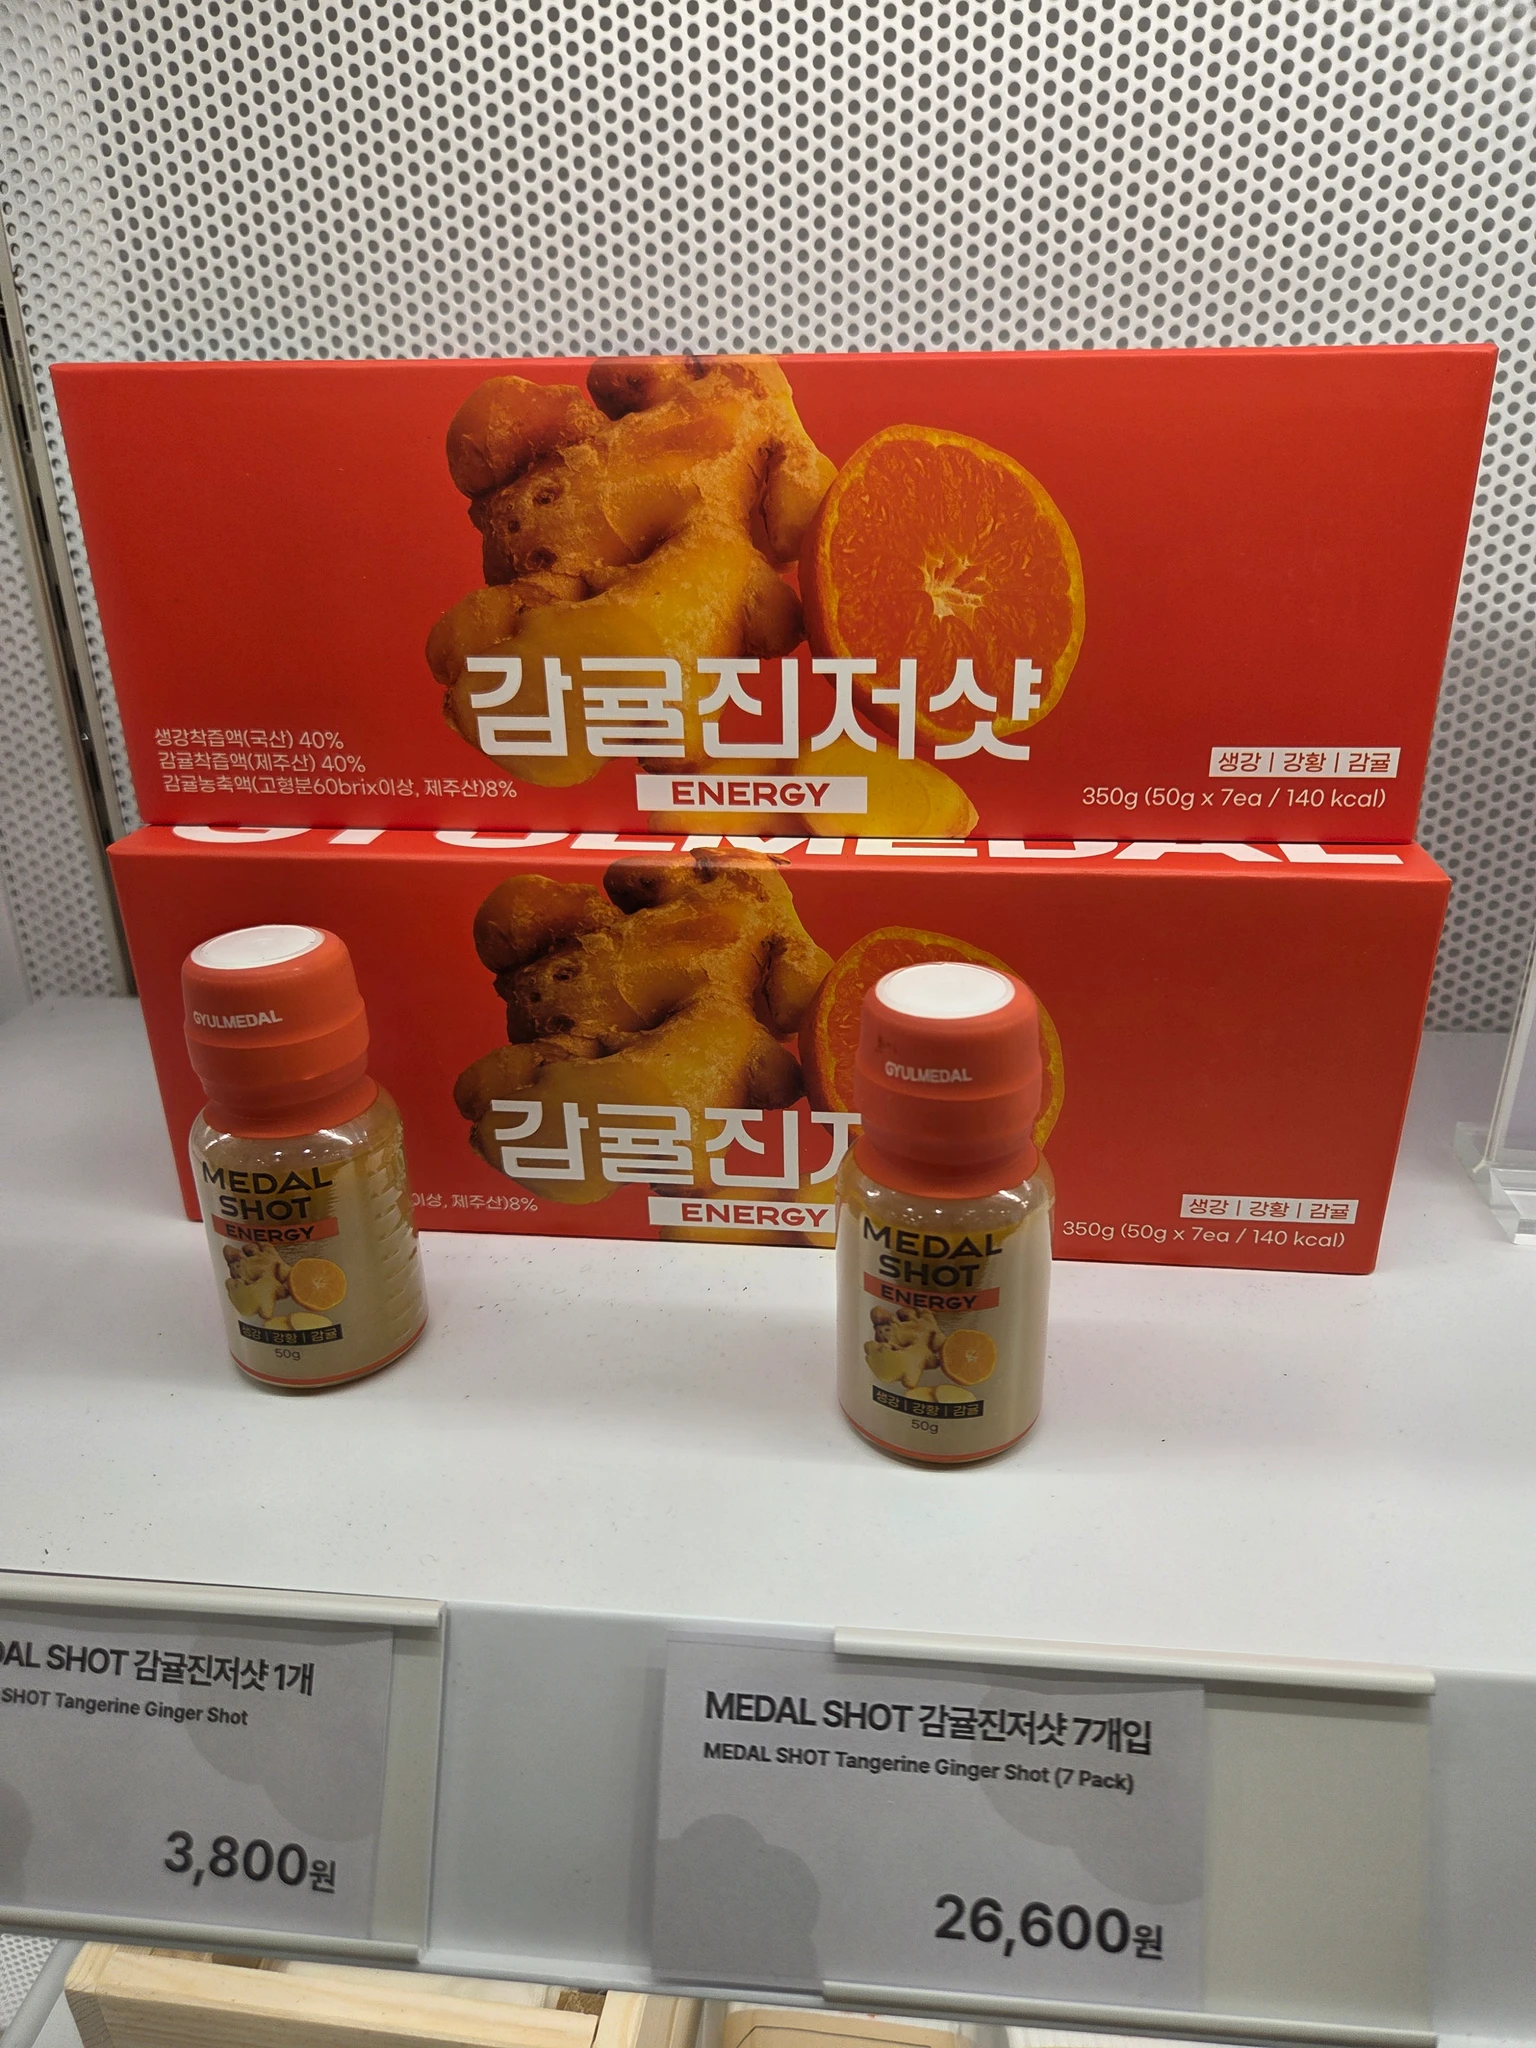 감귤진저샷
ENERGY
생강착즙액(국산) 40%
감귤착즙액(제주산) 40%
감귤농축액(고형분60brix이상, 제주산)8%
생강 | 강황 | 감귤
350g (50g x 7ea / 140 kcal)
GYULMEDAL
감귤진저
ENERGY
이상, 제주산)8%
생강 | 강황 | 감귤
350g (50g x 7ea / 140 kcal)
GYULMEDAL
MEDAL
SHOT
ENERGY
생강 | 강황 | 감귤
50g
GYULMEDAL
MEDAL
SHOT
ENERGY
생강 | 강황 | 감귤
50g
DAL SHOT 감귤진저샷 1개
SHOT Tangerine Ginger Shot
3,800원
MEDAL SHOT 감귤진저샷 7개입
MEDAL SHOT Tangerine Ginger Shot (7 Pack)
26,600원